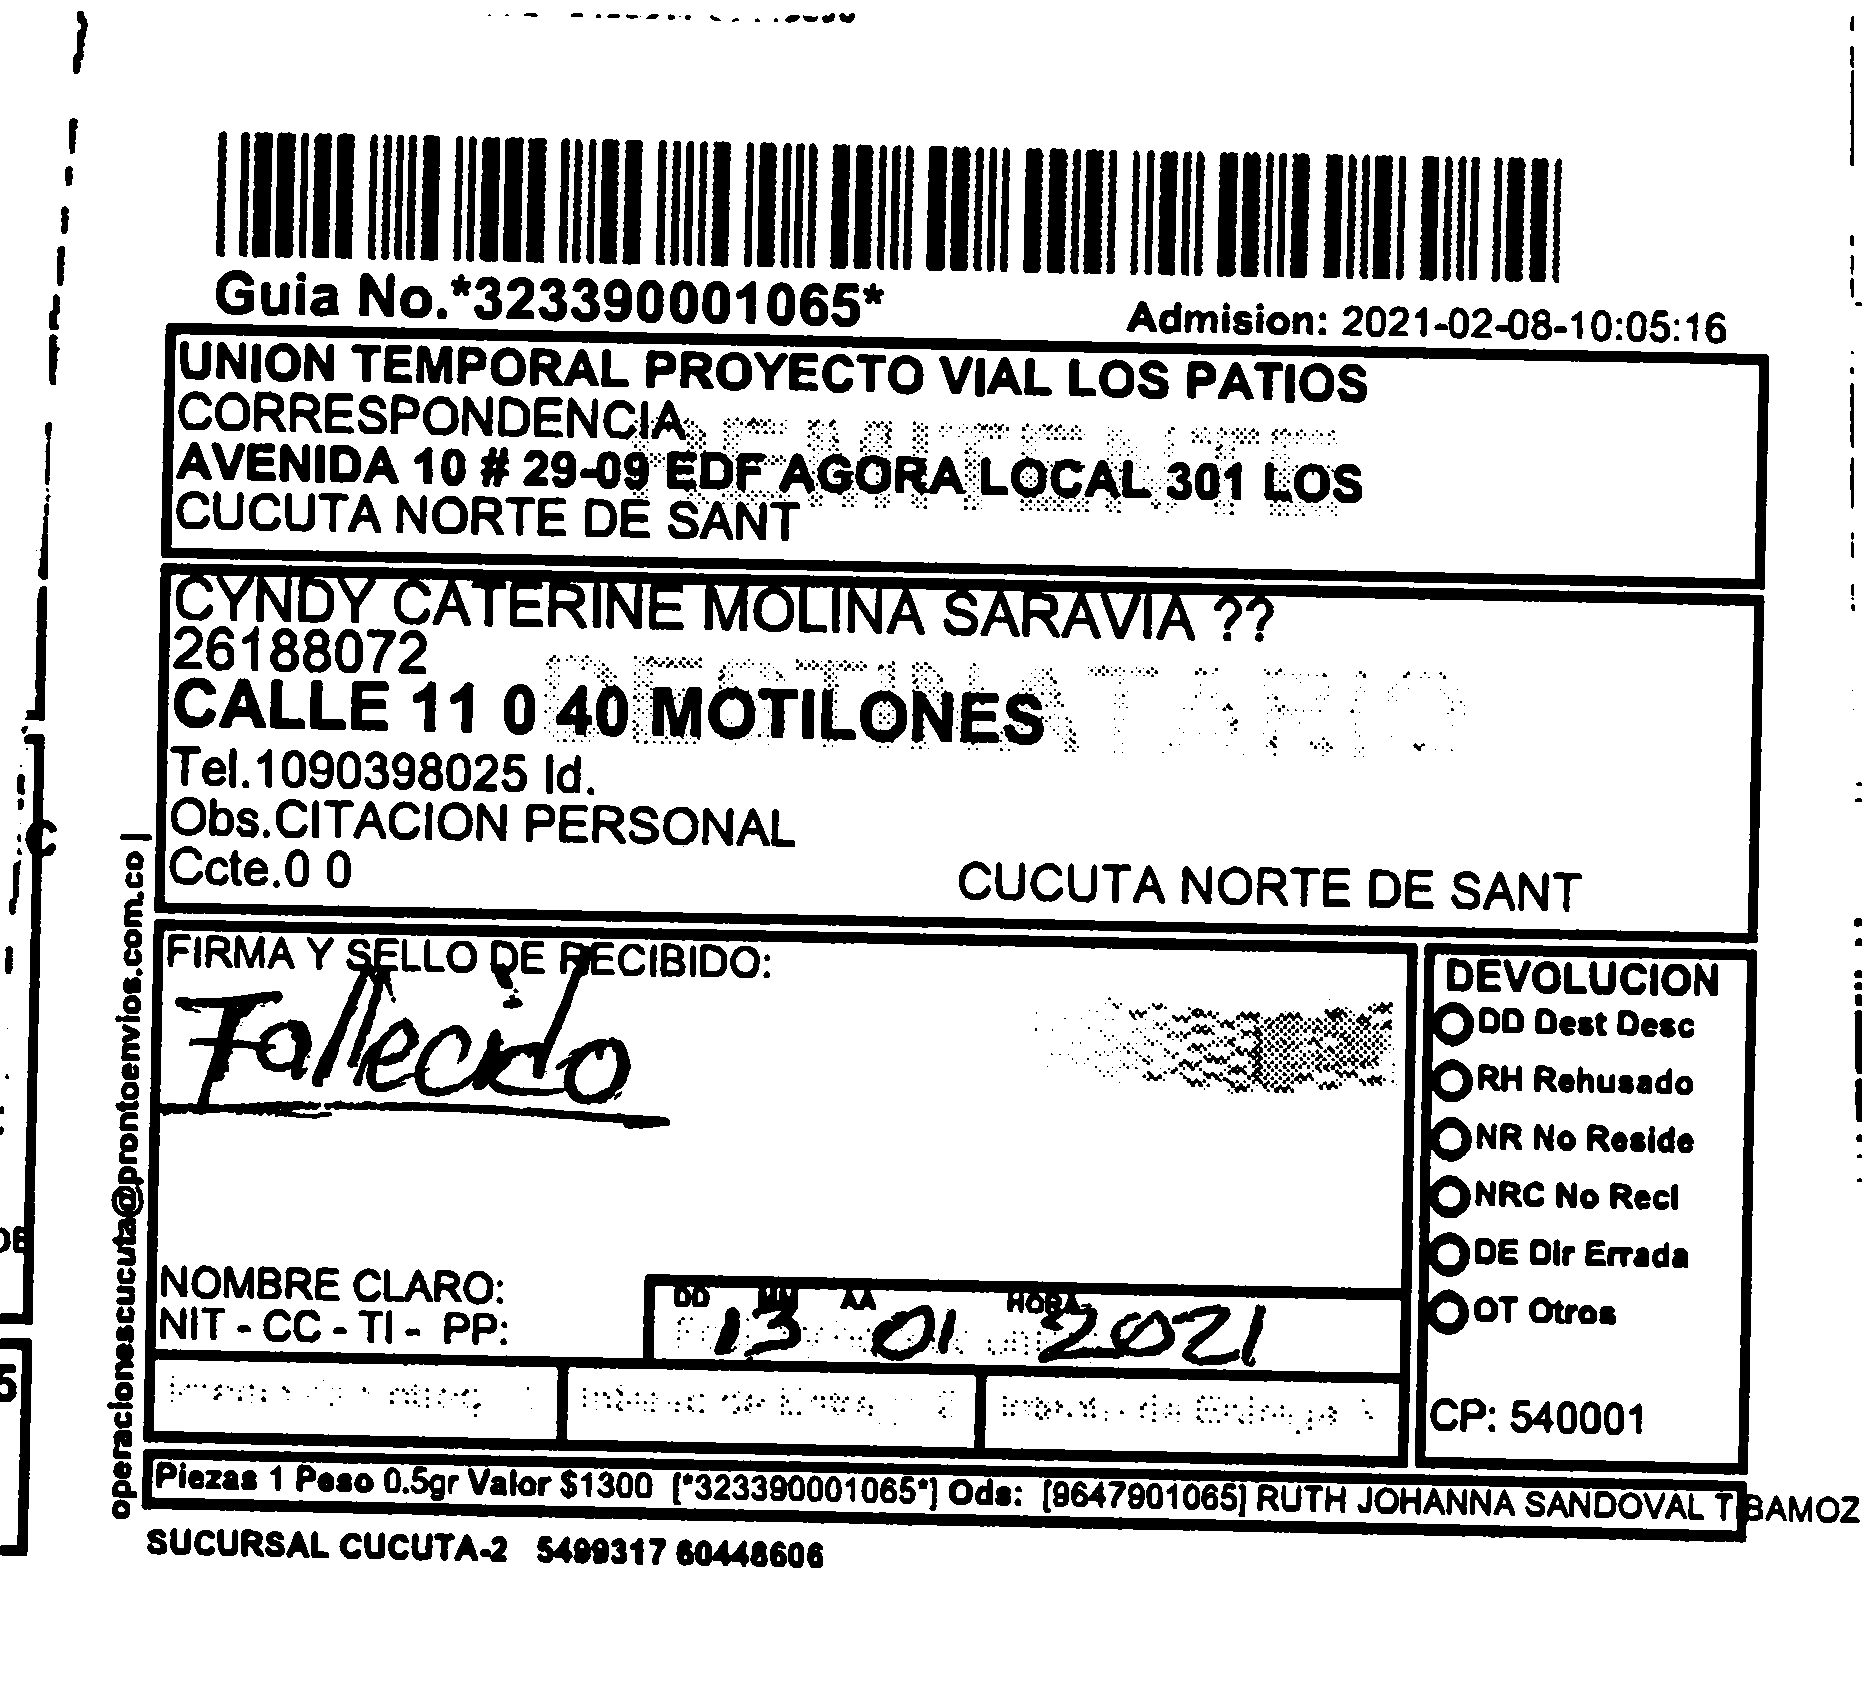 Guia No.*323390001065*
Admision: 2021-02-08-10:05:16
UNION TEMPORAL PROYECTO VIAL LOS PATIOS
CORRESPONDENCIA
REMITENTE
AVENIDA 10 # 29-09 EDF AGORA LOCAL 301 LOS
CUCUTA NORTE DE SANT
CYNDY CATERINE MOLINA SARAVIA ??
26188072
DESTINATARIO
CALLE 11 0 40 MOTILONES
Tel.1090398025 Id.
Obs.CITACION PERSONAL
Ccte.0 0
CUCUTA NORTE DE SANT
operacionescucuta@prontoenvios.com.co |
FIRMA Y SELLO DE RECIBIDO:
Fallecido
NOMBRE CLARO:
NIT - CC - TI - PP:
DD MM AA HORA
13 01 2021
DEVOLUCION
DD Dest Desc
RH Rehusado
NR No Reside
NRC No Recl
DE Dir Errada
OT Otros
CP: 540001
Piezas 1 Peso 0.5gr Valor $1300 [*323390001065*] Ods: [9647901065] RUTH JOHANNA SANDOVAL TIBAMOZ
SUCURSAL CUCUTA-2 5499317 60448606